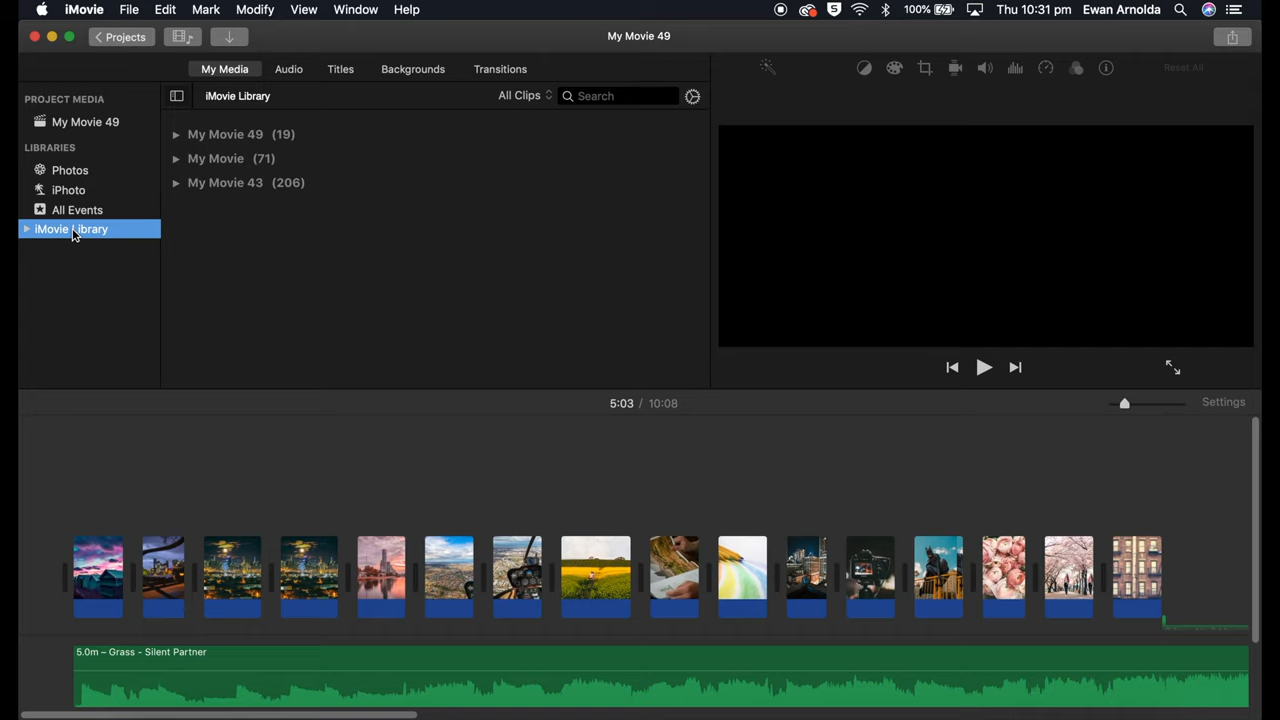 iMovie File Edit Mark Modify View Window Help 100% Thu 10:31 pm Ewan Arnolda
Projects My Movie 49
My Media Audio Titles Backgrounds Transitions Reset All
PROJECT MEDIA
My Movie 49
LIBRARIES
Photos
iPhoto
All Events
iMovie Library
iMovie Library All Clips Search
My Movie 49 (19)
My Movie (71)
My Movie 43 (206)
5:03 / 10:08 Settings
5.0m – Grass - Silent Partner